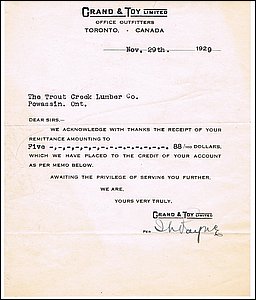 GRAND & TOY LIMITED
OFFICE OUTFITTERS
TORONTO, - CANADA
Nov. 29th. 1929
The Trout Creek Lumber Co.
Powassin. Ont.
DEAR SIRS.-
WE ACKNOWLEDGE WITH THANKS THE RECEIPT OF YOUR
REMITTANCE AMOUNTING TO
Five -.-.-.-.-.-.-.-.-.-.-.-.-.-.- 88/100 DOLLARS,
WHICH WE HAVE PLACED TO THE CREDIT OF YOUR ACCOUNT
AS PER MEMO BELOW.
AWAITING THE PRIVILEGE OF SERVING YOU FURTHER,
WE ARE,
YOURS VERY TRULY.
GRAND & TOY LIMITED
PER